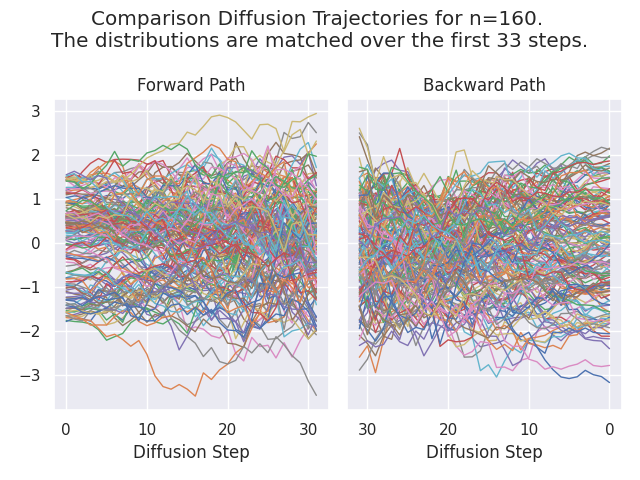 Comparison Diffusion Trajectories for n=160.
The distributions are matched over the first 33 steps.
Forward Path
Backward Path
3
2
1
0
−1
−2
−3
0
10
20
30
30
20
10
0
Diffusion Step
Diffusion Step